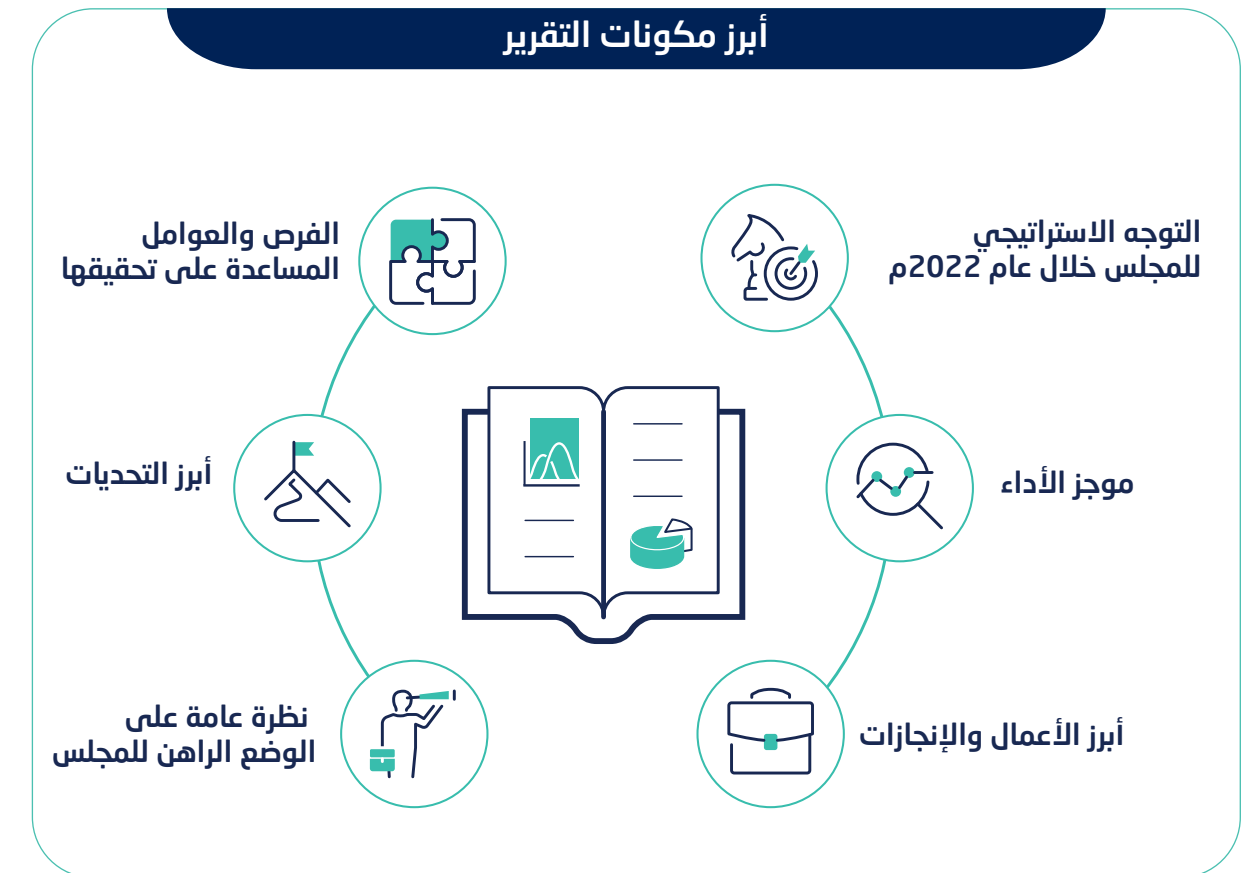 أبرز مكونات التقرير
التوجه الاستراتيجي
للمجلس خلال عام 2022م
موجز الأداء
أبرز الأعمال والإنجازات
الفرص والعوامل
المساعدة على تحقيقها
أبرز التحديات
نظرة عامة على
الوضع الراهن للمجلس